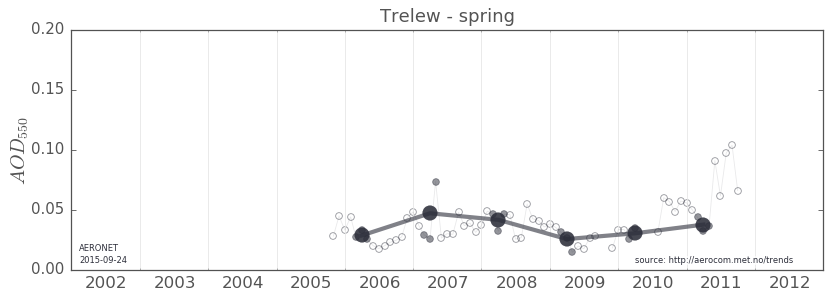 Trelew - spring
0.20
0.15
0.10
0.05
0.00
AOD550
AERONET
2015-09-24
source: http://aerocom.met.no/trends
2002 2003 2004 2005 2006 2007 2008 2009 2010 2011 2012